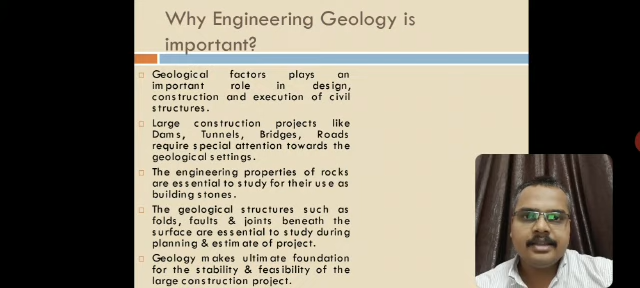 Why Engineering Geology is
important?
Geological factors plays an
important role in design,
construction and execution of civil
structures.
Large construction projects like
Dams, Tunnels, Bridges, Roads
require special attention towards the
geological settings.
The engineering properties of rocks
are essential to study for their use as
building stones.
The geological structures such as
folds, faults & joints beneath the
surface are essential to study during
planning & estimate of project.
Geology makes ultimate foundation
for the stability & feasibility of the
large construction project.